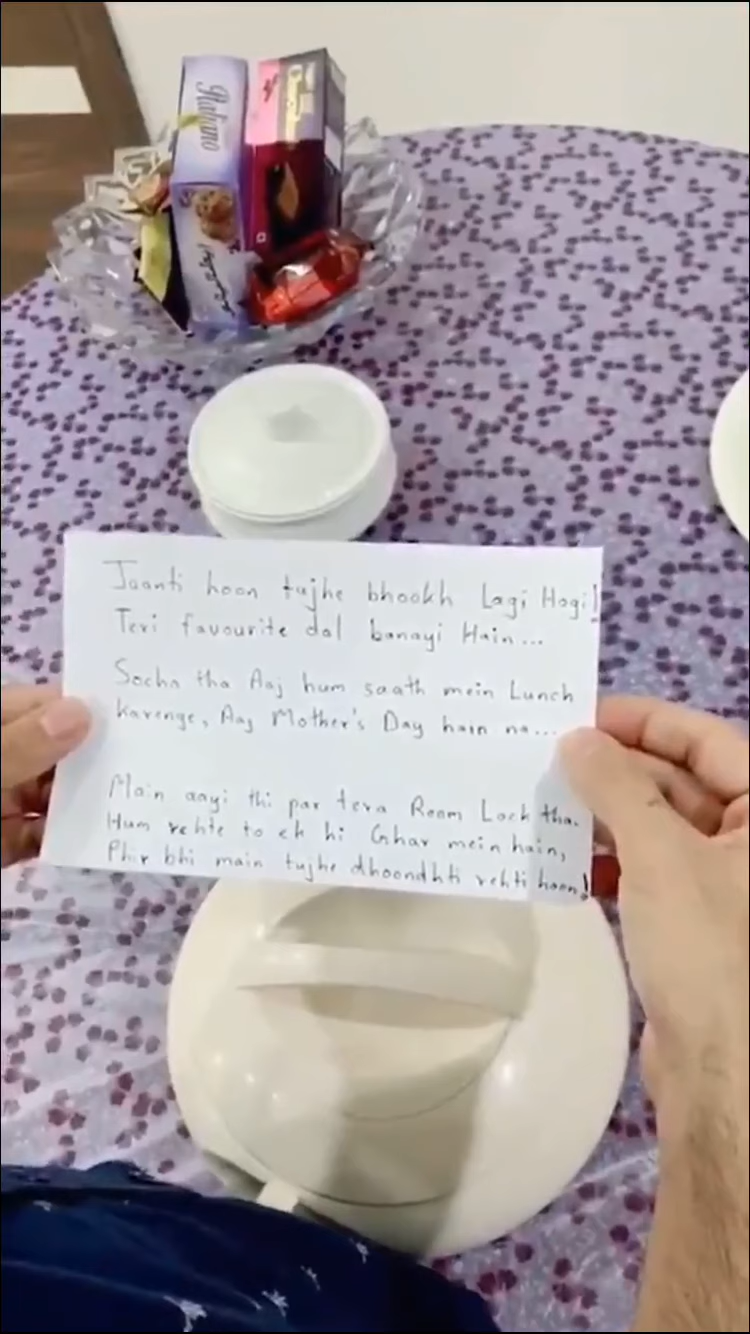 Jaanti hoon tujhe bhookh Lagi Hogi!
Teri favourite dal banayi Hain...
Socha tha Aaj hum saath mein Lunch
karenge, Aaj Mother's Day hain na...
Main aayi thi par tera Room Lock tha.
Hum rehte to ek hi Ghar mein hain,
Phir bhi main tujhe dhoondhti rehti hoon!